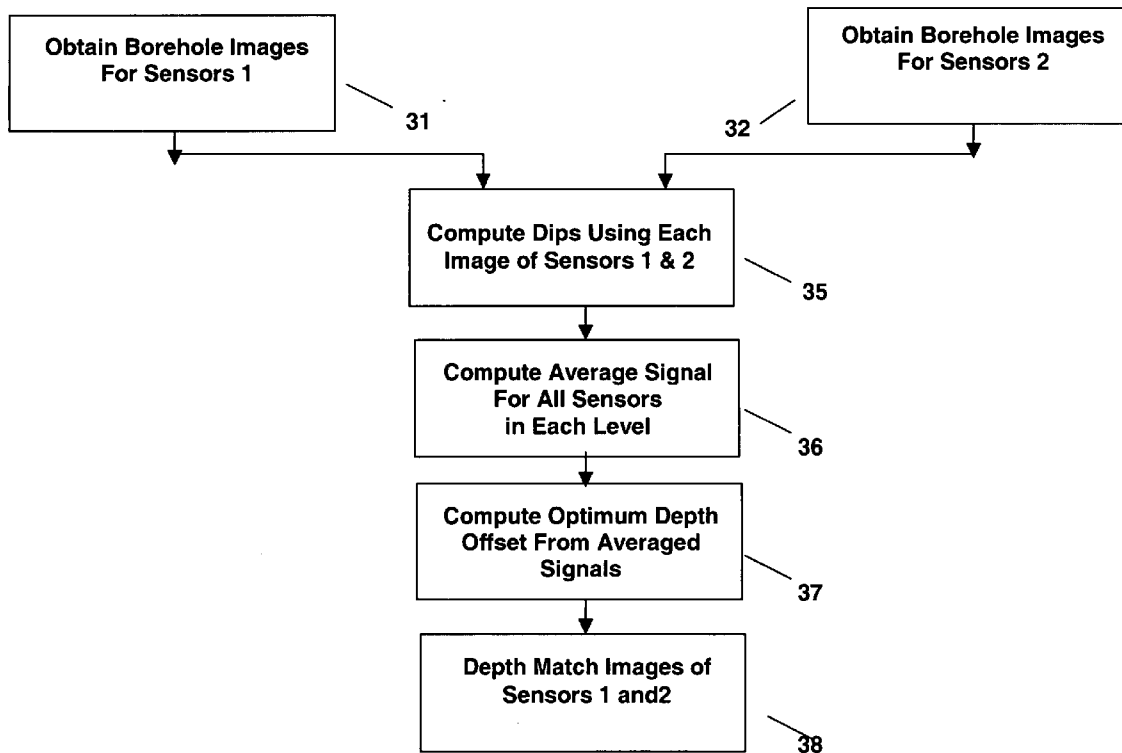 Obtain Borehole Images
For Sensors 1
31
Obtain Borehole Images
For Sensors 2
32
Compute Dips Using Each
Image of Sensors 1 & 2
35
Compute Average Signal
For All Sensors
in Each Level
36
Compute Optimum Depth
Offset From Averaged
Signals
37
Depth Match Images of
Sensors 1 and2
38